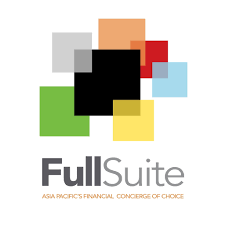 FullSuite
ASIA PACIFIC'S FINANCIAL CONCIERGE OF CHOICE